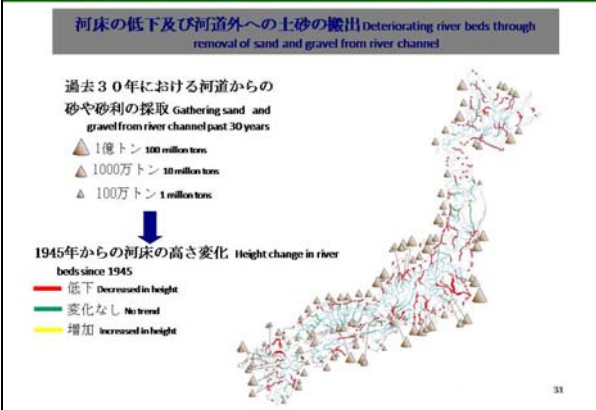 河床の低下及び河道外への土砂の搬出 Deteriorating river beds through
removal of sand and gravel from river channel
過去30年における河道からの
砂や砂利の採取 Gathering sand and
gravel from river channel past 30 years
1億トン 100 million tons
1000万トン 10 million tons
100万トン 1 million tons
1945年からの河床の高さ変化 Height change in river
beds since 1945
低下 Decreased in height
変化なし No trend
増加 Increased in height
31